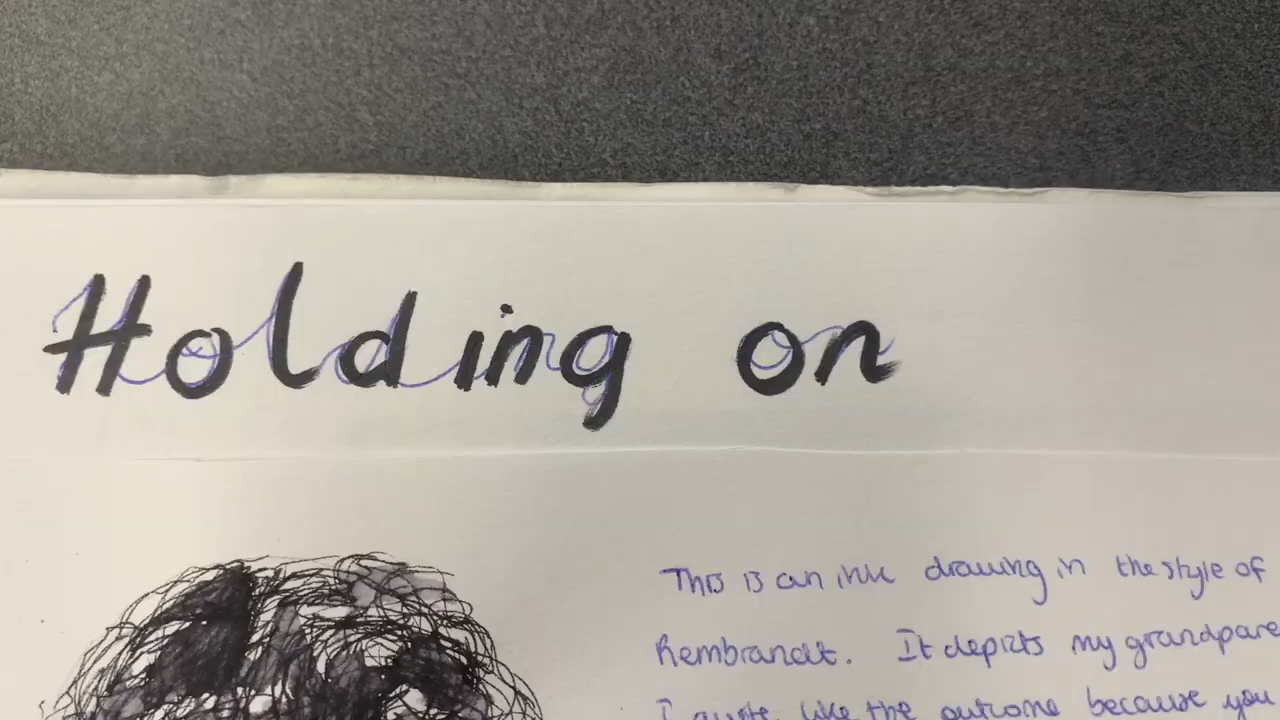 Holding on
This is an ink drawing in the style of
Rembrandt. It depicts my grandpare
I quite like the outcome because you